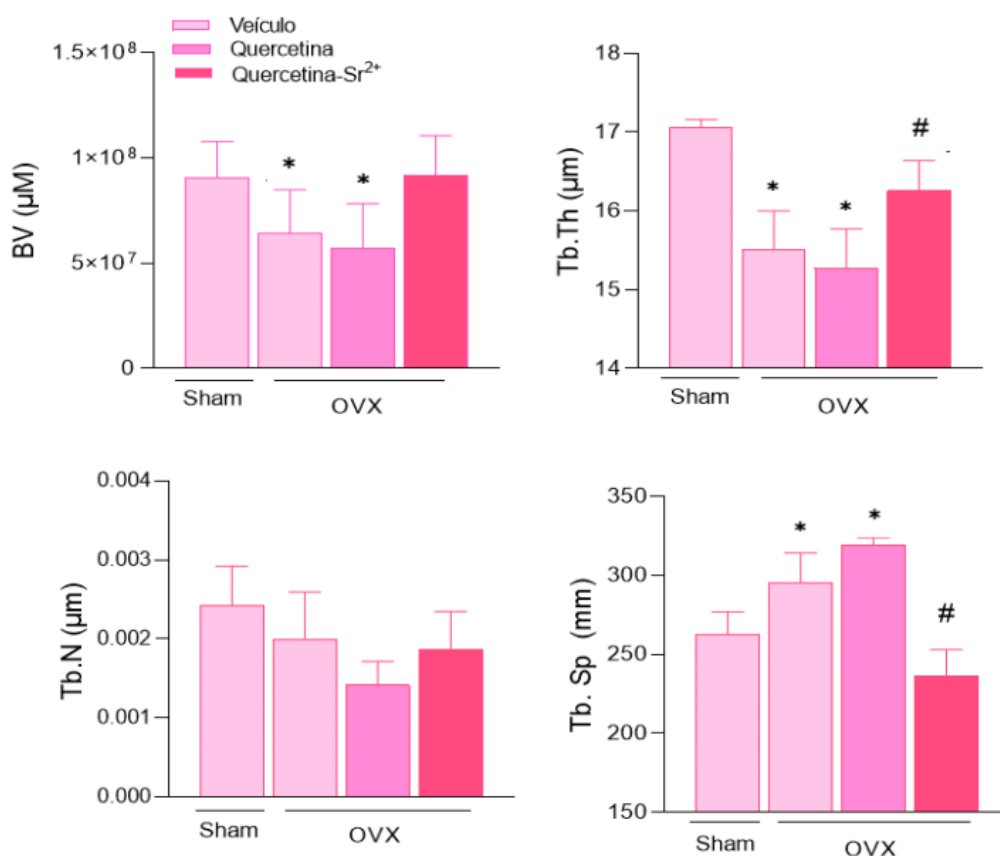 Veículo
Quercetina
Quercetina-Sr²⁺
BV (µM)
1.5×10⁸
1×10⁸
5×10⁷
0
*
*
Sham
OVX
Tb.Th (µm)
18
17
16
15
14
*
*
#
Sham
OVX
Tb.N (µm)
0.004
0.003
0.002
0.001
0.000
Sham
OVX
Tb. Sp (mm)
350
300
250
200
150
*
*
#
Sham
OVX